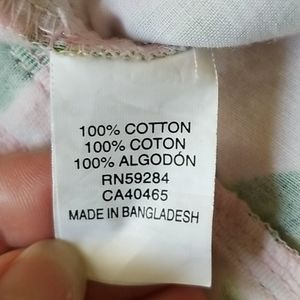 100% COTTON
100% COTON
100% ALGODÓN
RN59284
CA40465
MADE IN BANGLADESH